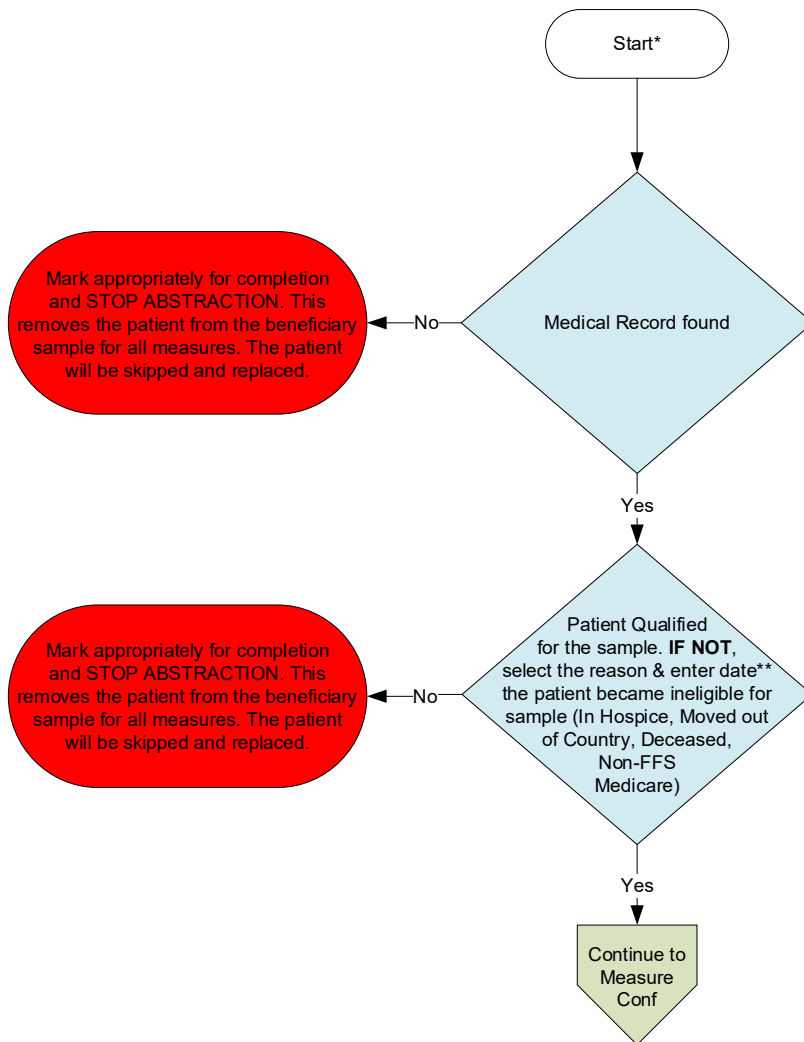 Start*
Medical Record found
No
Mark appropriately for completion
and STOP ABSTRACTION. This
removes the patient from the beneficiary
sample for all measures. The patient
will be skipped and replaced.
Yes
Patient Qualified
for the sample. IF NOT,
select the reason & enter date**
the patient became ineligible for
sample (In Hospice, Moved out
of Country, Deceased,
Non-FFS
Medicare)
No
Mark appropriately for completion
and STOP ABSTRACTION. This
removes the patient from the beneficiary
sample for all measures. The patient
will be skipped and replaced.
Yes
Continue to
Measure
Conf